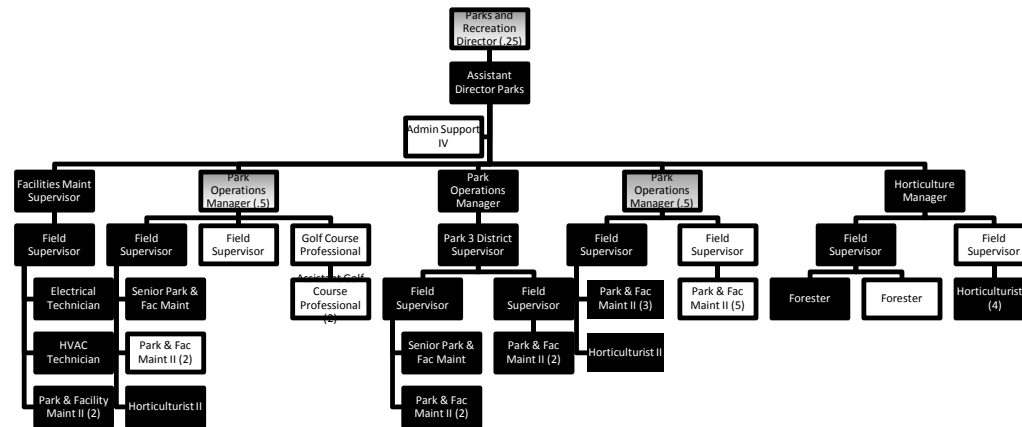 Parks and
Recreation
Director (.25)
Assistant
Director Parks
Admin Support
IV
Facilities Maint
Supervisor
Park
Operations
Manager (.5)
Park
Operations
Manager
Park
Operations
Manager (.5)
Horticulture
Manager
Field
Supervisor
Field
Supervisor
Field
Supervisor
Golf Course
Professional
Park 3 District
Supervisor
Field
Supervisor
Field
Supervisor
Field
Supervisor
Field
Supervisor
Electrical
Technician
Senior Park &
Fac Maint
Assistant Golf
Course
Professional
(2)
Field
Supervisor
Field
Supervisor
Park & Fac
Maint II (3)
Park & Fac
Maint II (5)
Forester
Forester
Horticulturist II
(4)
HVAC
Technician
Park & Fac
Maint II (2)
Senior Park &
Fac Maint
Park & Fac
Maint II (2)
Horticulturist II
Park & Facility
Maint II (2)
Horticulturist II
Park & Fac
Maint II (2)